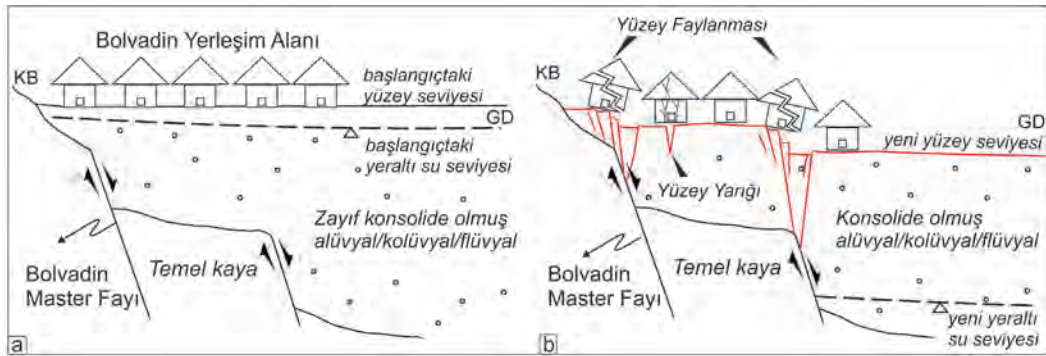 Bolvadin Yerleşim Alanı
KB
başlangıçtaki
yüzey seviyesi
GD
başlangıçtaki
yeraltı su seviyesi
Zayıf konsolide olmuş
alüvyal/kolüvyal/flüvyal
Temel kaya
Bolvadin
Master Fayı
a
Yüzey Faylanması
KB
GD
yeni yüzey seviyesi
Yüzey Yarığı
Konsolide olmuş
alüvyal/kolüvyal/flüvyal
Temel kaya
Bolvadin
Master Fayı
yeni yeraltı
su seviyesi
b